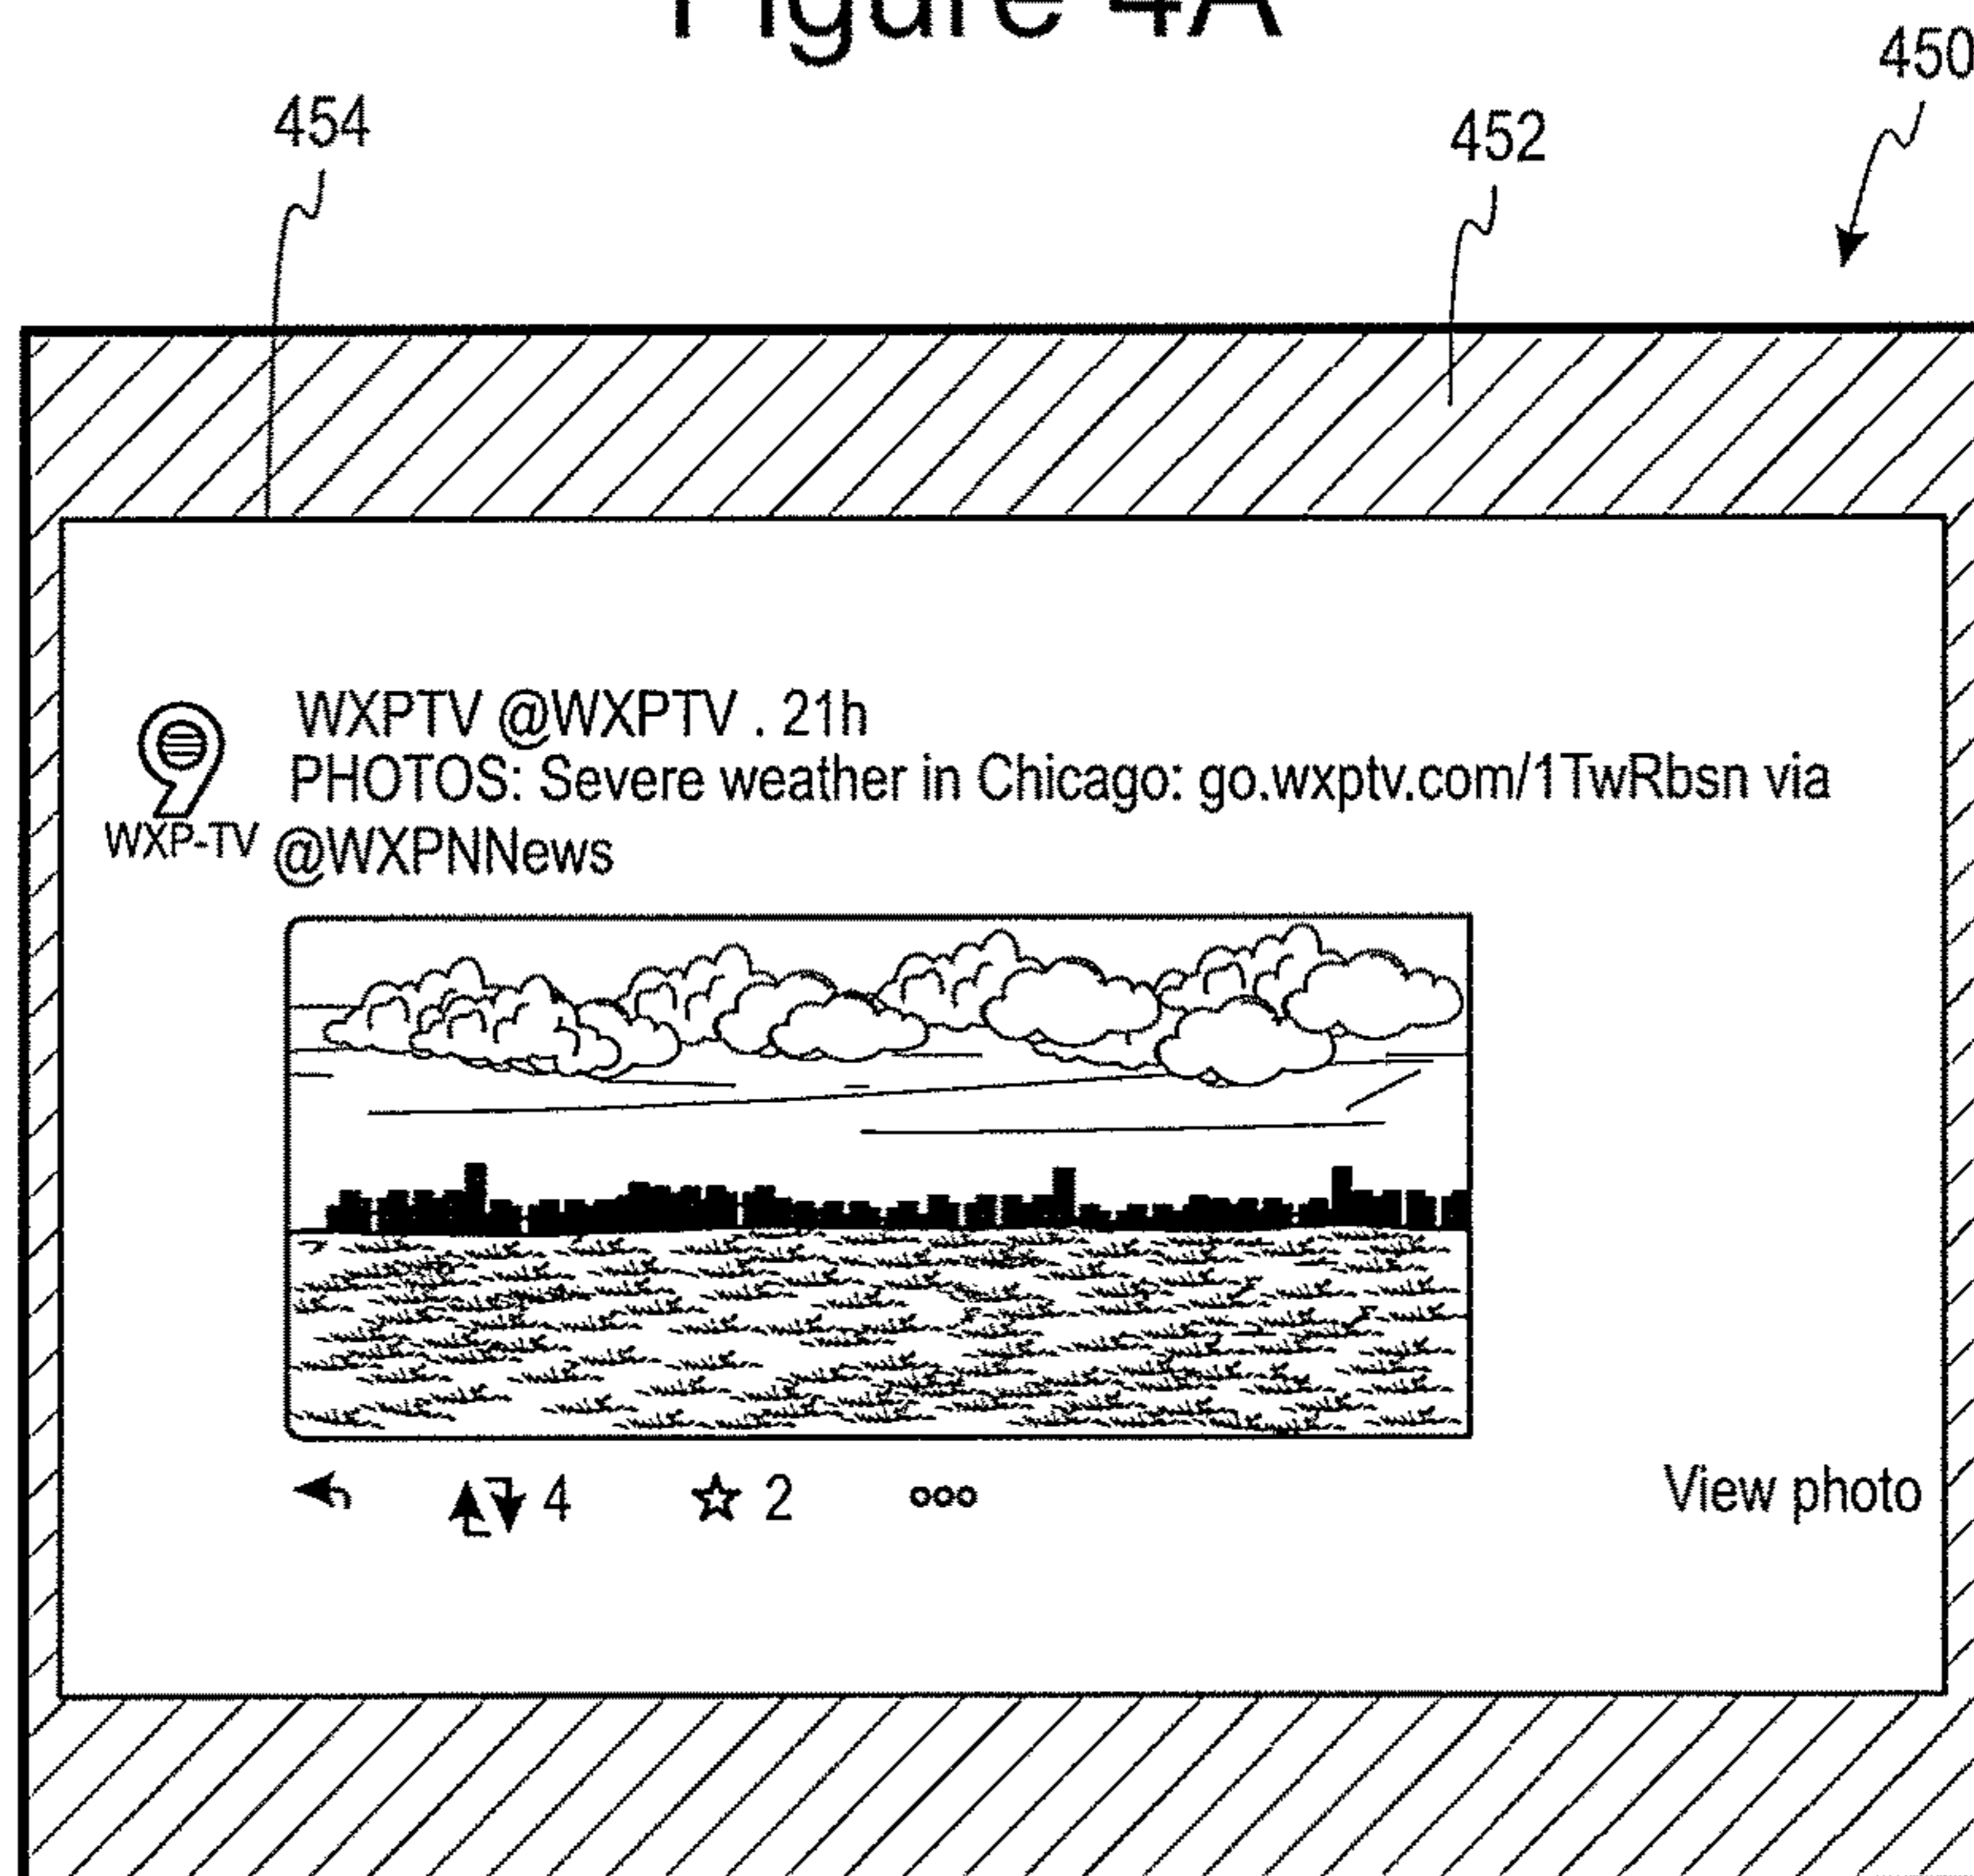 Figure 4A
450
454
452
WXPTV @WXPTV . 21h
PHOTOS: Severe weather in Chicago: go.wxptv.com/1TwRbsn via
WXP-TV @WXPNNews
4 2 View photo